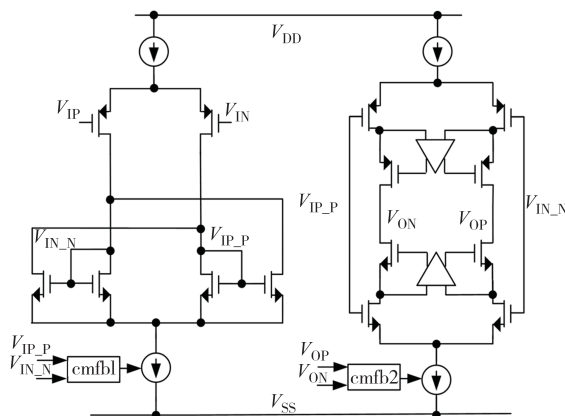 V_DD
V_IP
V_IN
V_IN_N
V_IP_P
V_IP_P
V_IN_N
V_ON
V_OP
V_IP_P
V_IN_N
cmfb1
V_OP
V_ON
cmfb2
V_SS